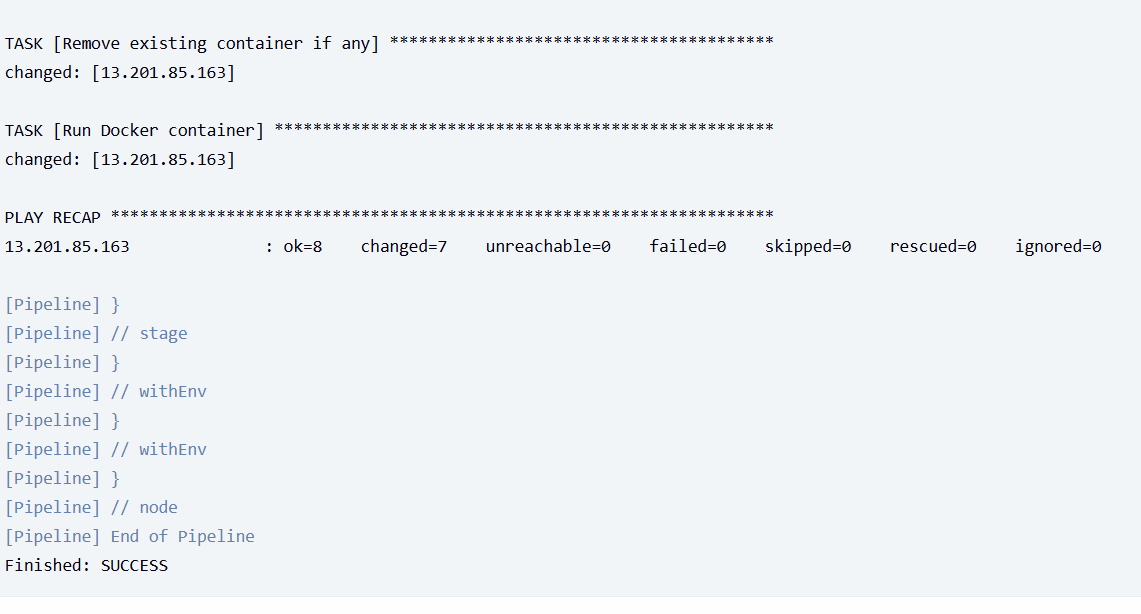 TASK [Remove existing container if any] ****************************************
changed: [13.201.85.163]
TASK [Run Docker container] ****************************************************
changed: [13.201.85.163]
PLAY RECAP *********************************************************************
13.201.85.163 : ok=8 changed=7 unreachable=0 failed=0 skipped=0 rescued=0 ignored=0
[Pipeline] }
[Pipeline] // stage
[Pipeline] }
[Pipeline] // withEnv
[Pipeline] }
[Pipeline] // withEnv
[Pipeline] }
[Pipeline] // node
[Pipeline] End of Pipeline
Finished: SUCCESS